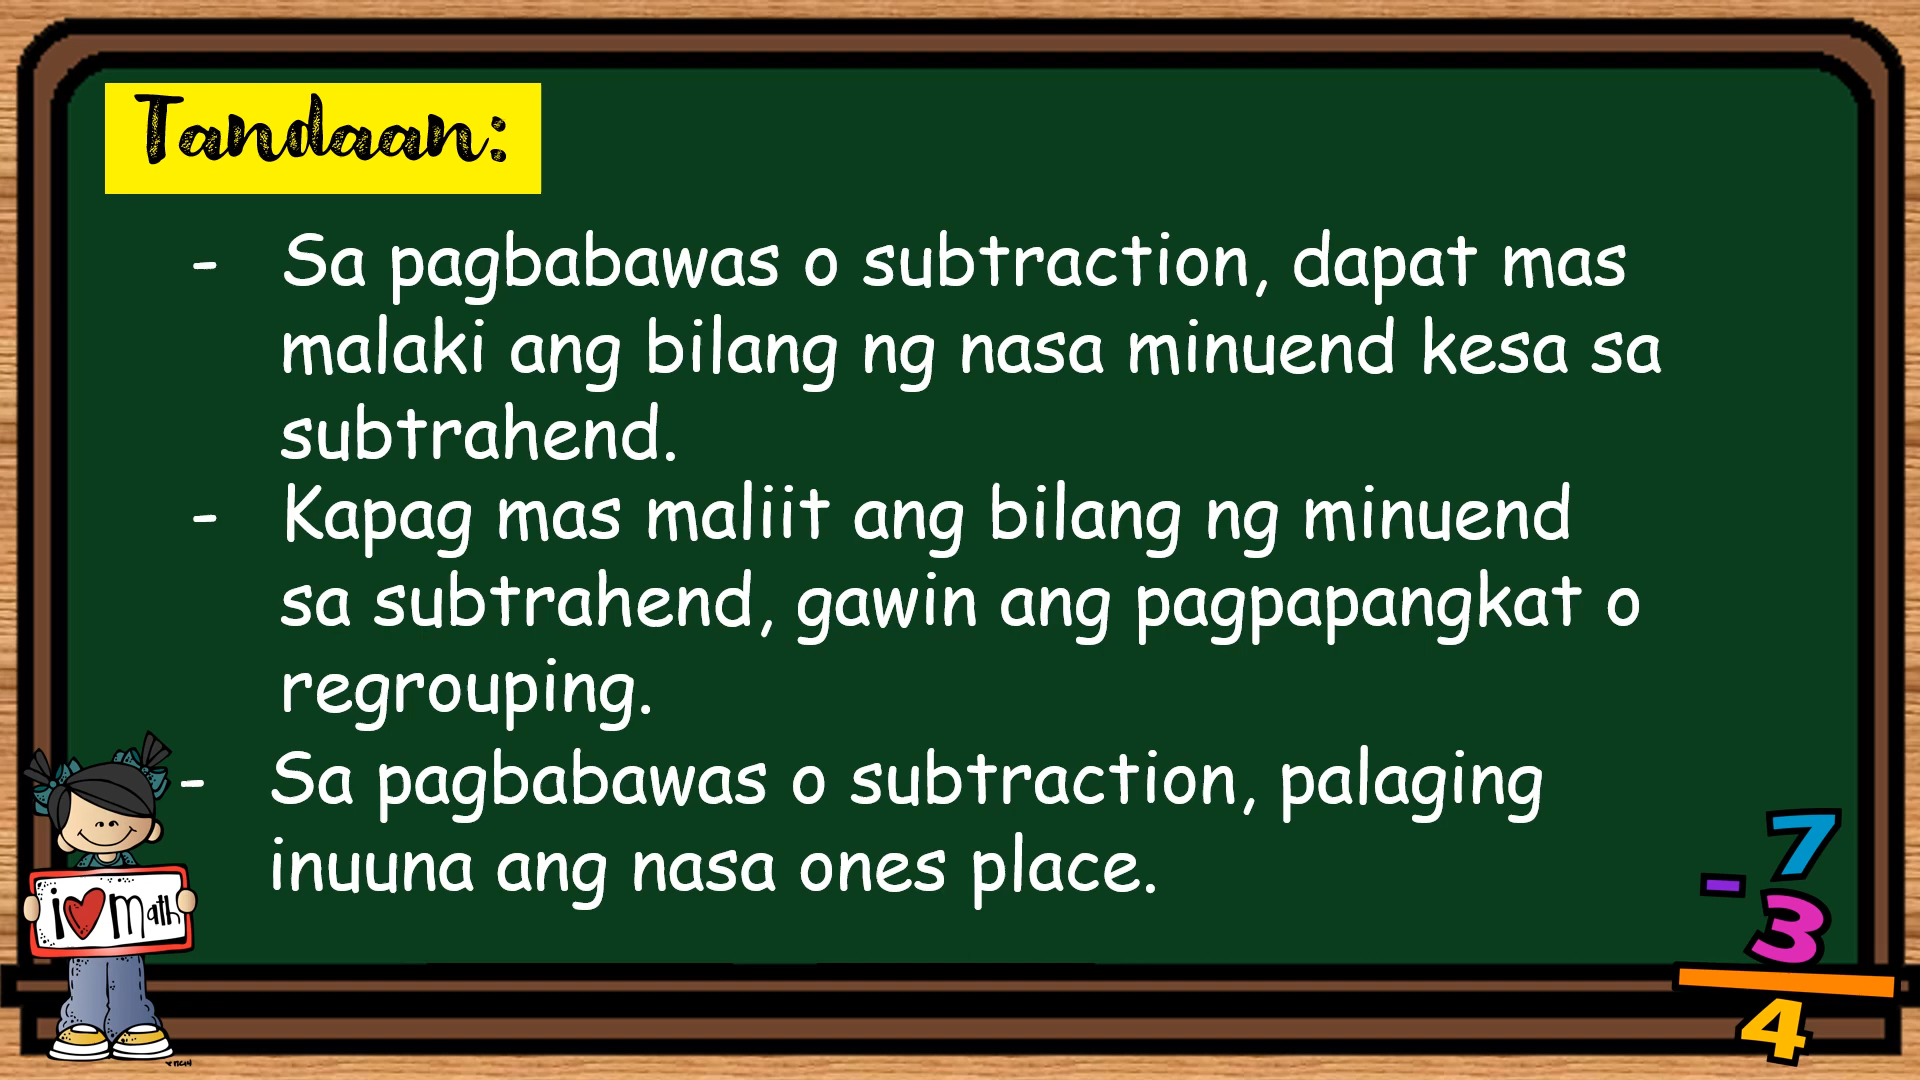 Tandaan:
- Sa pagbabawas o subtraction, dapat mas
malaki ang bilang ng nasa minuend kesa sa
subtrahend.
- Kapag mas maliit ang bilang ng minuend
sa subtrahend, gawin ang pagpapangkat o
regrouping.
- Sa pagbabawas o subtraction, palaging
inuuna ang nasa ones place.
i ♥ math
7
- 3
4